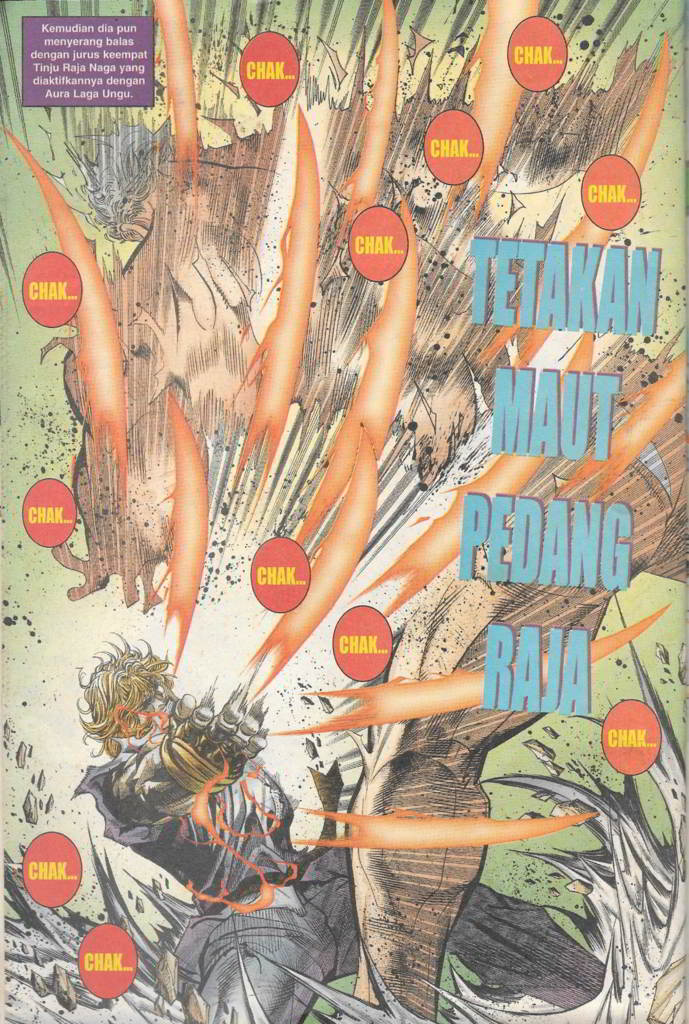 Kemudian dia pun
menyerang balas
dengan jurus keempat
Tinju Raja Naga yang
diaktifkannya dengan
Aura Laga Ungu.
CHAK...
CHAK...
CHAK...
CHAK...
CHAK...
CHAK...
TETAKAN
MAUT
PEDANG
RAJA
CHAK...
CHAK...
CHAK...
CHAK...
CHAK...
CHAK...